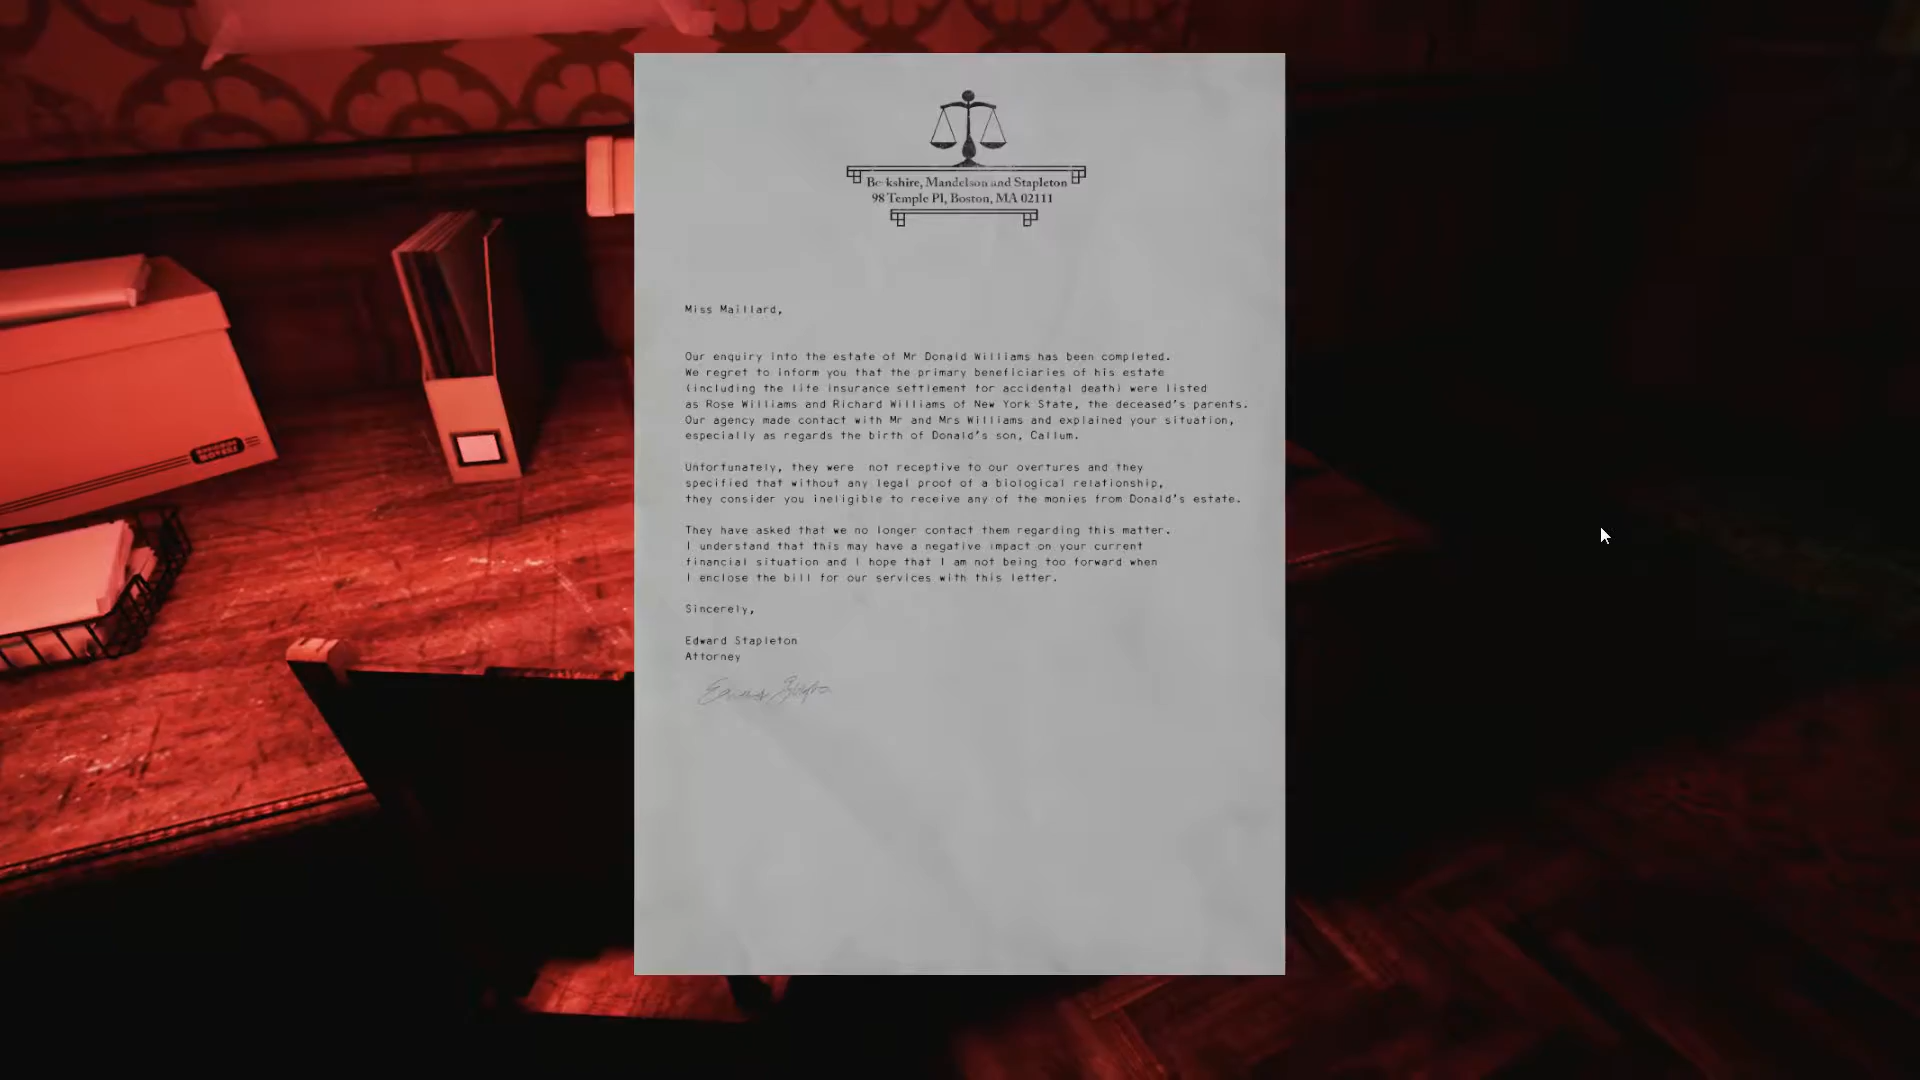 Berkshire, Mandelson and Stapleton
98 Temple Pl, Boston, MA 02111
Miss Maillard,
Our enquiry into the estate of Mr Donald Williams has been completed.
We regret to inform you that the primary beneficiaries of his estate
(including the life insurance settlement for accidental death) were listed
as Rose Williams and Richard Williams of New York State, the deceased's parents.
Our agency made contact with Mr and Mrs Williams and explained your situation,
especially as regards the birth of Donald's son, Callum.
Unfortunately, they were  not receptive to our overtures and they
specified that without any legal proof of a biological relationship,
they consider you ineligible to receive any of the monies from Donald's estate.
They have asked that we no longer contact them regarding this matter.
I understand that this may have a negative impact on your current
financial situation and I hope that I am not being too forward when
I enclose the bill for our services with this letter.
Sincerely,
Edward Stapleton
Attorney